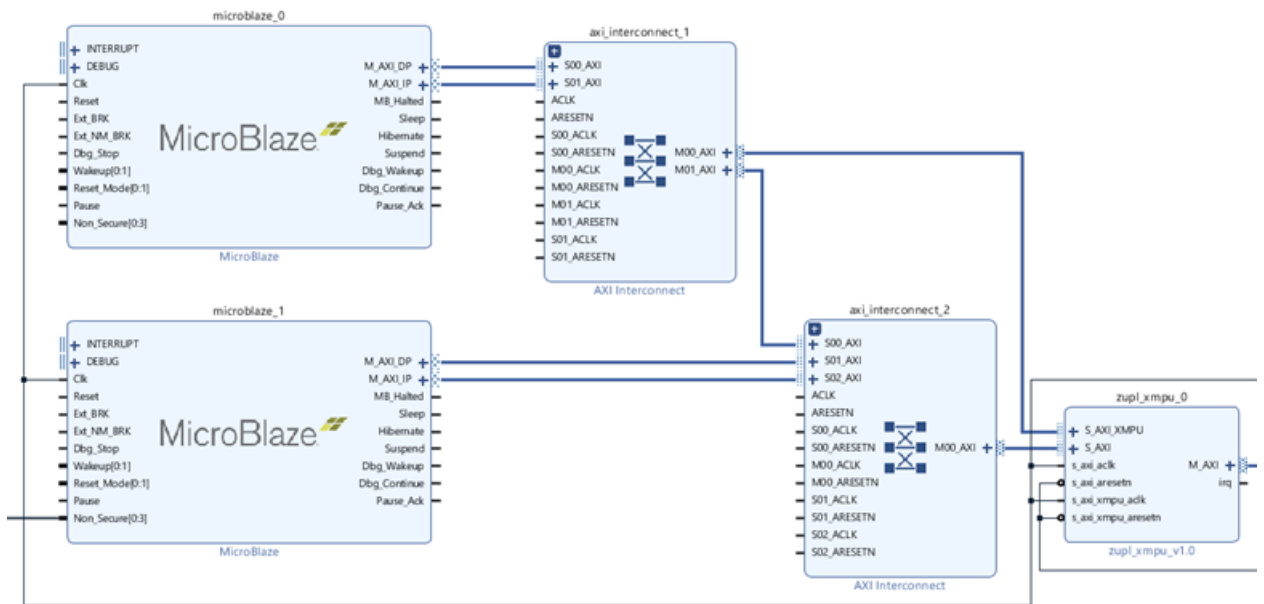 microblaze_0
INTERRUPT
DEBUG
Clk
Reset
Ext_BRK
Ext_NM_BRK
Dbg_Stop
Wakeup[0:1]
Reset_Mode[0:1]
Pause
Non_Secure[0:3]
MicroBlaze
M_AXI_DP
M_AXI_IP
MB_Halted
Sleep
Hibernate
Suspend
Dbg_Wakeup
Dbg_Continue
Pause_Ack
MicroBlaze
axi_interconnect_1
S00_AXI
S01_AXI
ACLK
ARESETN
S00_ACLK
S00_ARESETN
M00_ACLK
M00_ARESETN
M01_ACLK
M01_ARESETN
S01_ACLK
S01_ARESETN
M00_AXI
M01_AXI
AXI Interconnect
microblaze_1
INTERRUPT
DEBUG
Clk
Reset
Ext_BRK
Ext_NM_BRK
Dbg_Stop
Wakeup[0:1]
Reset_Mode[0:1]
Pause
Non_Secure[0:3]
MicroBlaze
M_AXI_DP
M_AXI_IP
MB_Halted
Sleep
Hibernate
Suspend
Dbg_Wakeup
Dbg_Continue
Pause_Ack
MicroBlaze
axi_interconnect_2
S00_AXI
S01_AXI
S02_AXI
ACLK
ARESETN
S00_ACLK
S00_ARESETN
M00_ACLK
M00_ARESETN
S01_ACLK
S01_ARESETN
S02_ACLK
S02_ARESETN
M00_AXI
AXI Interconnect
zupl_xmpu_0
S_AXI_XMPU
S_AXI
s_axi_aclk
s_axi_aresetn
s_axi_xmpu_aclk
s_axi_xmpu_aresetn
M_AXI
irq
zupl_xmpu_v1.0